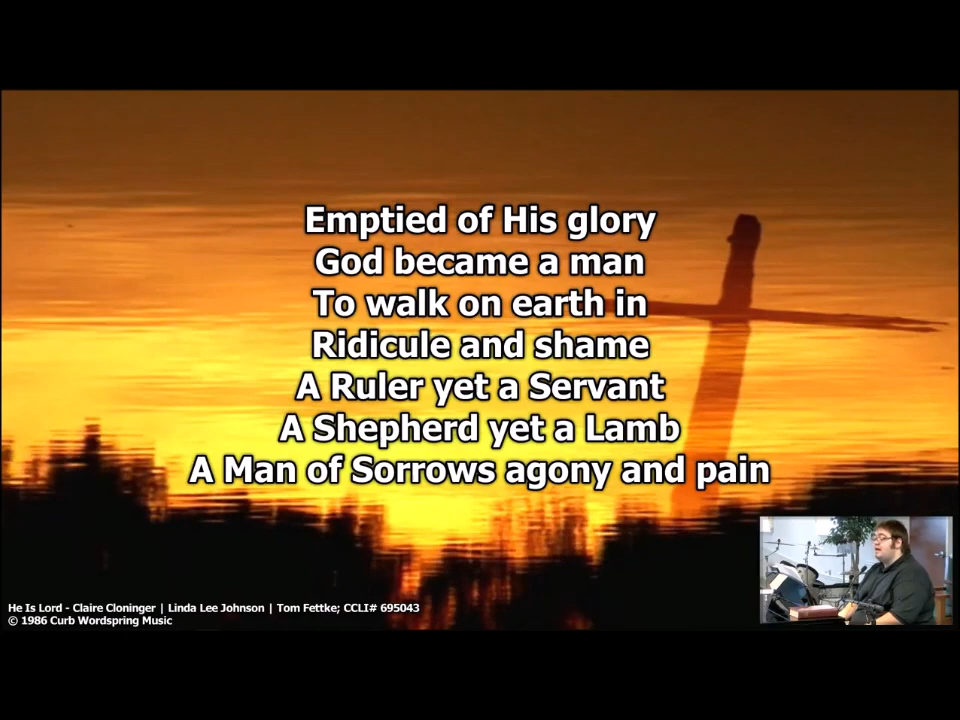 Emptied of His glory
God became a man
To walk on earth in
Ridicule and shame
A Ruler yet a Servant
A Shepherd yet a Lamb
A Man of Sorrows agony and pain
He Is Lord - Claire Cloninger | Linda Lee Johnson | Tom Fettke; CCLI# 695043
© 1986 Curb Wordspring Music